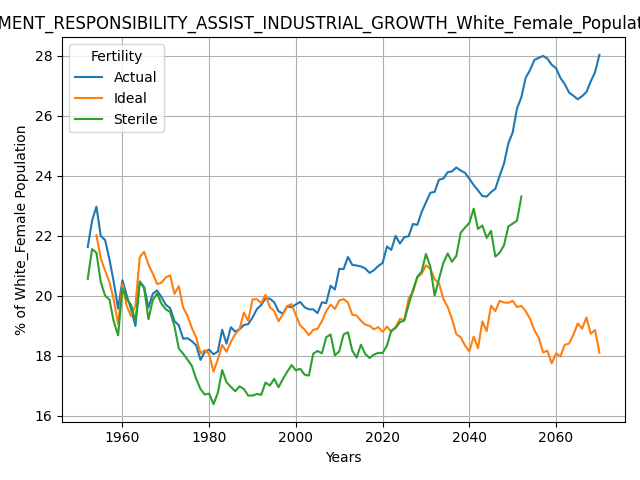 MENT_RESPONSIBILITY_ASSIST_INDUSTRIAL_GROWTH_White_Female_Populat
Fertility
Actual
Ideal
Sterile
% of White_Female Population
28
26
24
22
20
18
16
1960
1980
2000
2020
2040
2060
Years